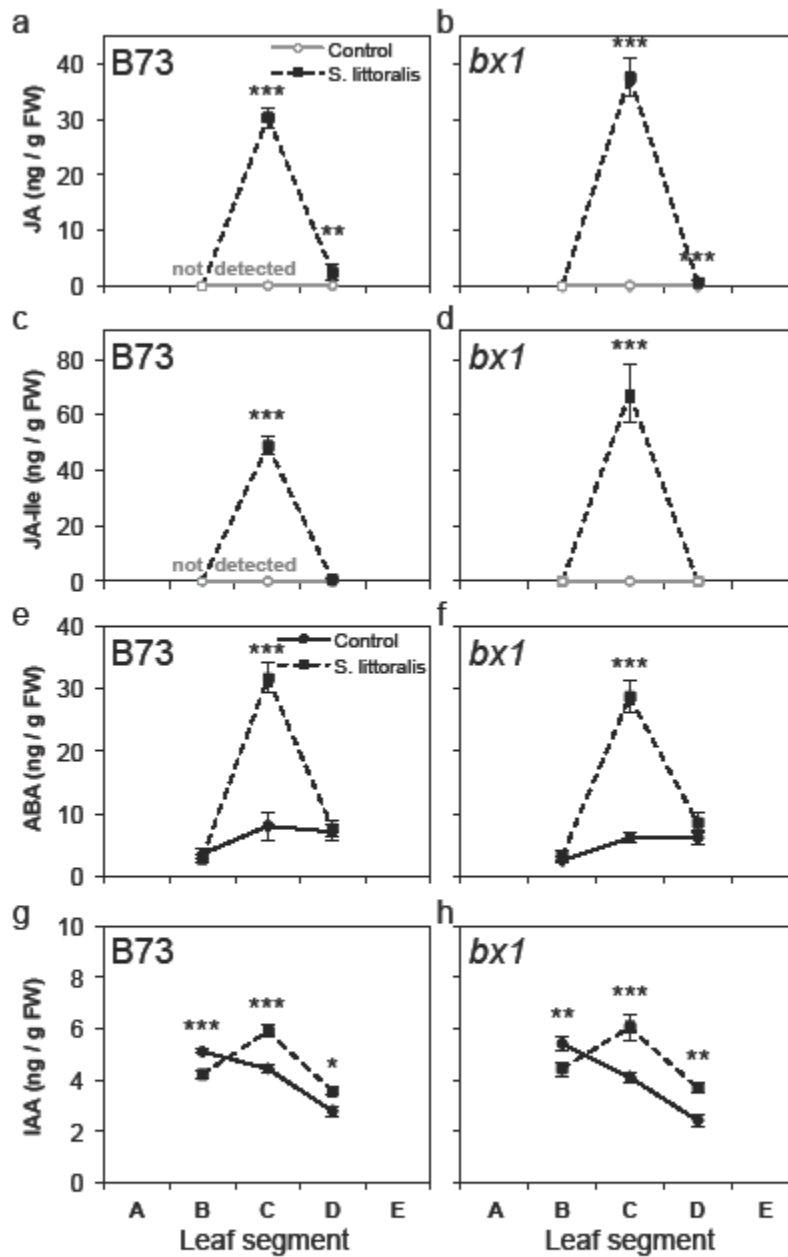 a
B73
Control
S. littoralis
***
**
not detected
JA (ng / g FW)
40
30
20
10
0
b
bx1
***
***
c
B73
***
not detected
JA-Ile (ng / g FW)
80
60
40
20
0
d
bx1
***
e
B73
Control
S. littoralis
***
ABA (ng / g FW)
40
30
20
10
0
f
bx1
***
g
B73
***
***
*
IAA (ng / g FW)
10
8
6
4
2
0
A B C D E
Leaf segment
h
bx1
**
***
**
A B C D E
Leaf segment